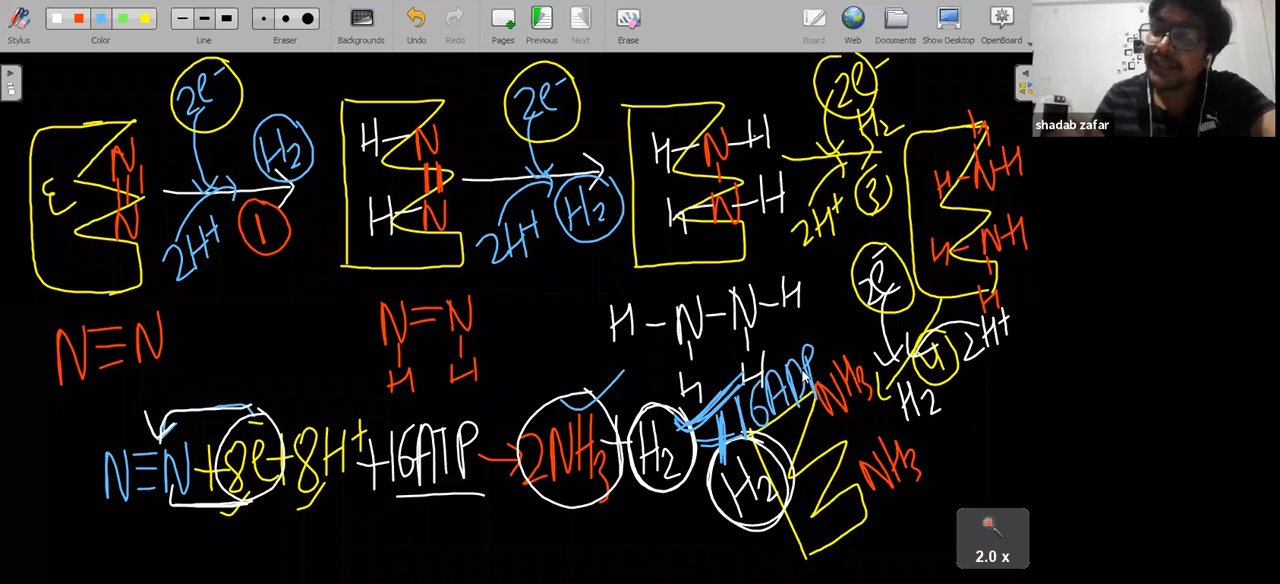 Stylus
Color
Line
Eraser
Backgrounds
Undo
Redo
Pages
Previous
Next
Erase
Board
Web
Documents
Show Desktop
OpenBoard
shadab zafar
2e⁻
2e⁻
2e⁻
H₂
H₂
H₂
ε
N≡N
1
2H⁺
H-N
H-N
2H⁺
H-N-H
H-N-H
3
2H⁺
H
H-N-H
H-N-H
H
N≡N
N=N
H H
H-N-N-H
H H
2e⁻
4
2H⁺
H₂
N≡N+8e⁻+8H⁺+16ATP→2NH₃+H₂+16ADP
H₂
NH₃
NH₃
2.0 x